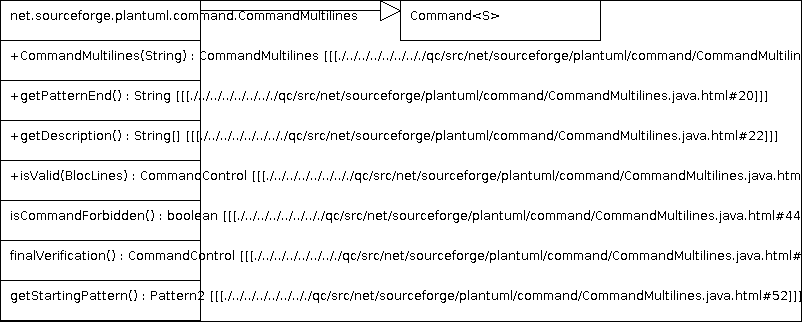 net.sourceforge.plantuml.command.CommandMultilines
Command<S>
+CommandMultilines(String) : CommandMultilines [[[./../../../../../../../qc/src/net/sourceforge/plantuml/command/CommandMultilin
+getPatternEnd() : String [[[./../../../../../../../qc/src/net/sourceforge/plantuml/command/CommandMultilines.java.html#20]]]
+getDescription() : String[] [[[./../../../../../../../qc/src/net/sourceforge/plantuml/command/CommandMultilines.java.html#22]]]
+isValid(BlocLines) : CommandControl [[[./../../../../../../../qc/src/net/sourceforge/plantuml/command/CommandMultilines.java.htm
isCommandForbidden() : boolean [[[./../../../../../../../qc/src/net/sourceforge/plantuml/command/CommandMultilines.java.html#44
finalVerification() : CommandControl [[[./../../../../../../../qc/src/net/sourceforge/plantuml/command/CommandMultilines.java.html#
getStartingPattern() : Pattern2 [[[./../../../../../../../qc/src/net/sourceforge/plantuml/command/CommandMultilines.java.html#52]]]